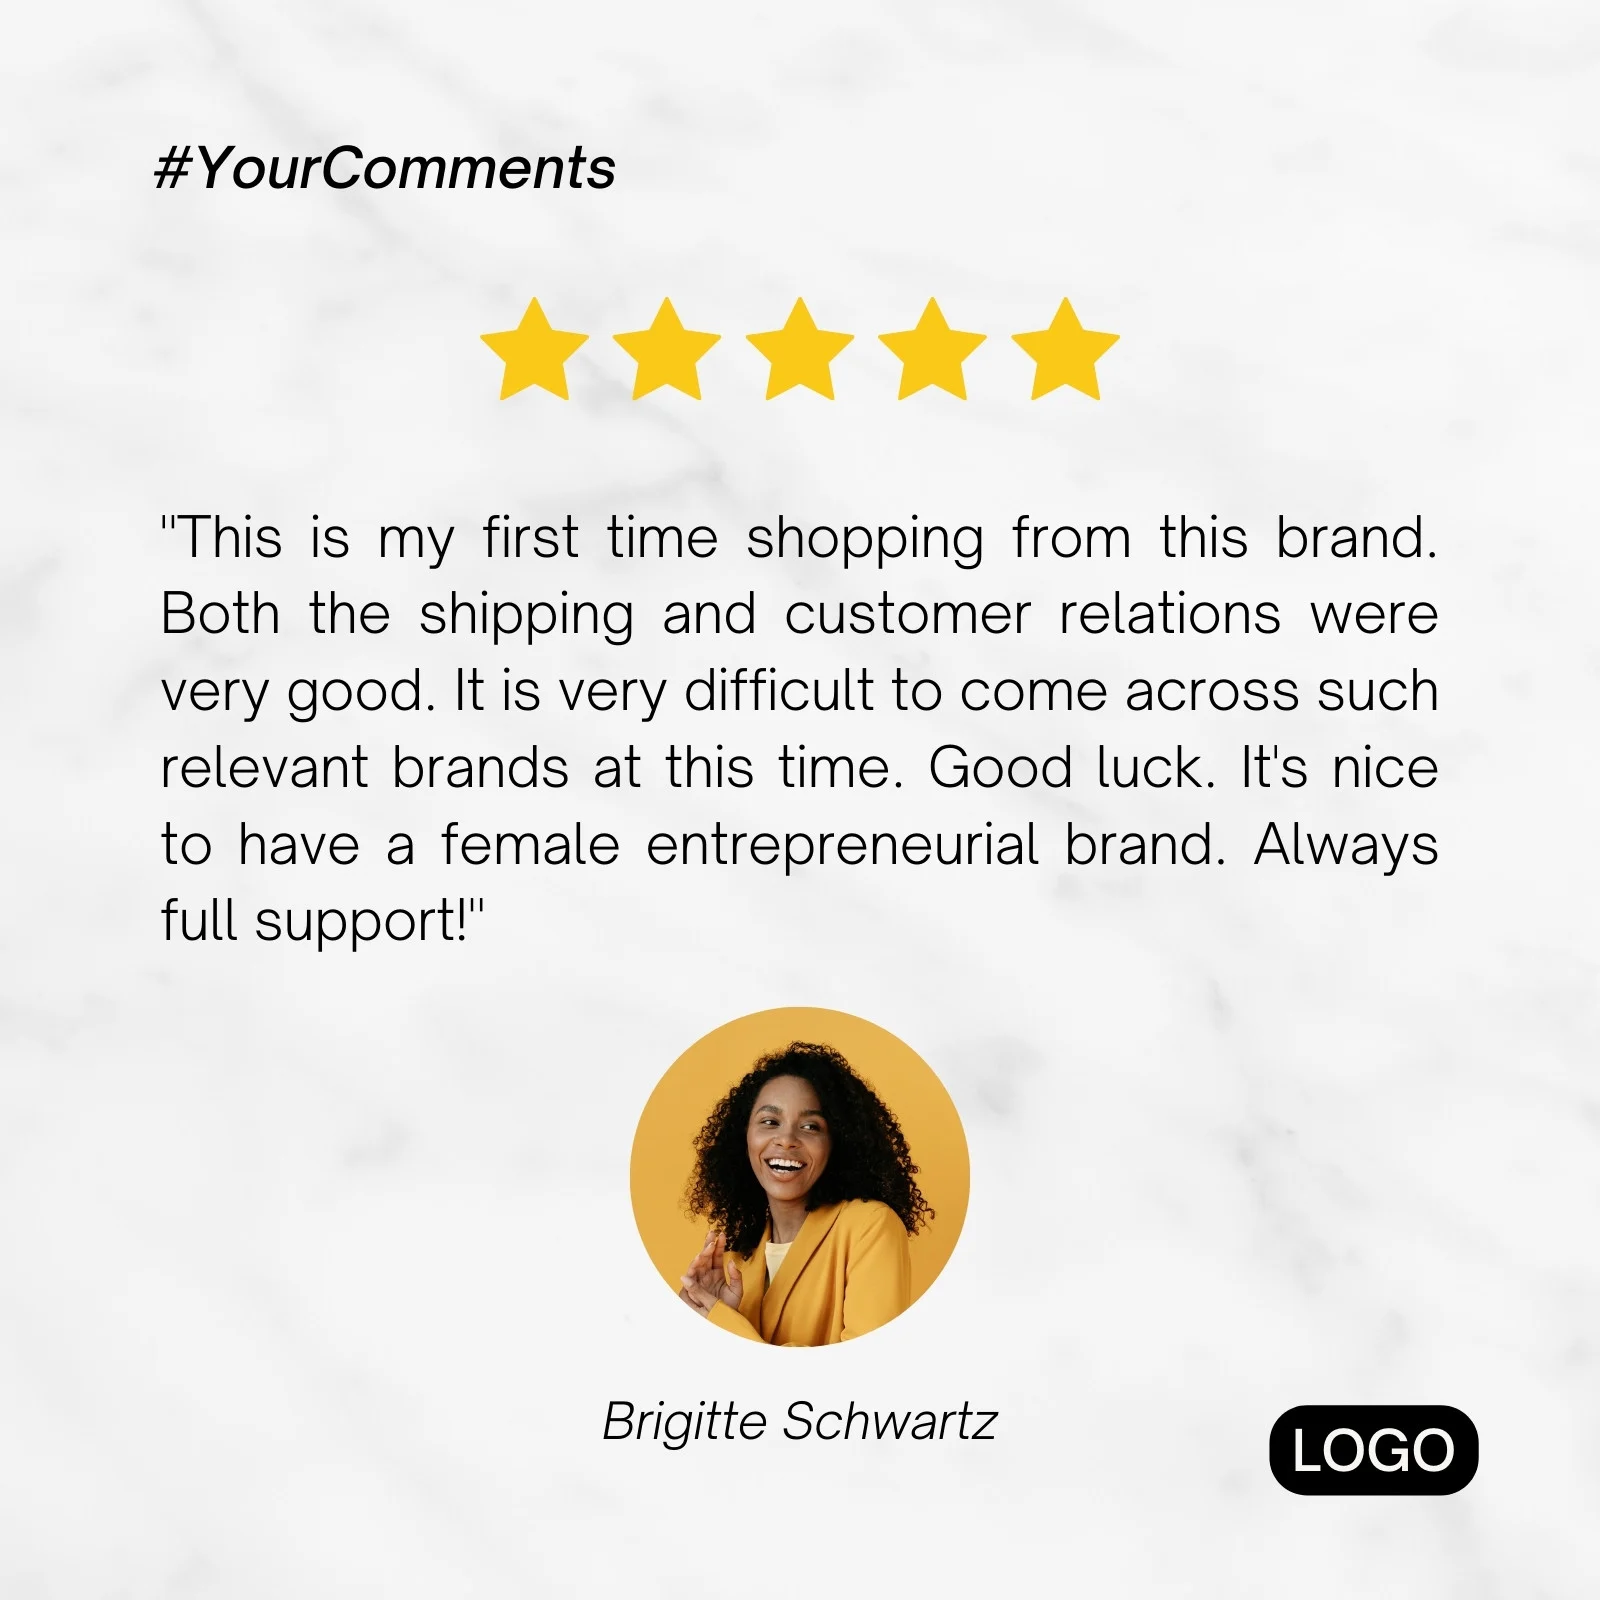 #YourComments
"This is my first time shopping from this brand.
Both the shipping and customer relations were
very good. It is very difficult to come across such
relevant brands at this time. Good luck. It's nice
to have a female entrepreneurial brand. Always
full support!"
Brigitte Schwartz
LOGO